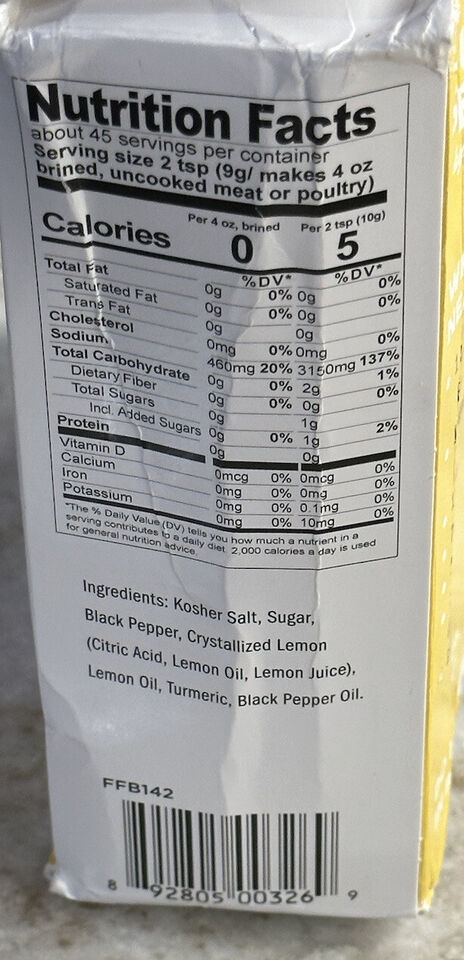 Nutrition Facts
about 45 servings per container
Serving size 2 tsp (9g/ makes 4 oz
brined, uncooked meat or poultry)
Per 4 oz, brined Per 2 tsp (10g)
Calories 0 5
%DV* %DV*
Total Fat 0g 0% 0g 0%
Saturated Fat 0g 0% 0g 0%
Trans Fat 0g 0g
Cholesterol 0mg 0% 0mg 0%
Sodium 460mg 20% 3150mg 137%
Total Carbohydrate 0g 0% 2g 1%
Dietary Fiber 0g 0% 0g 0%
Total Sugars 0g 1g
Incl. Added Sugars 0g 0% 1g 2%
Protein 0g 0g
Vitamin D 0mcg 0% 0mcg 0%
Calcium 0mg 0% 0mg 0%
Iron 0mg 0% 0.1mg 0%
Potassium 0mg 0% 10mg 0%
*The % Daily Value (DV) tells you how much a nutrient in a
serving contributes to a daily diet. 2,000 calories a day is used
for general nutrition advice.
Ingredients: Kosher Salt, Sugar,
Black Pepper, Crystallized Lemon
(Citric Acid, Lemon Oil, Lemon Juice),
Lemon Oil, Turmeric, Black Pepper Oil.
FFB142
8 92805 00326 9